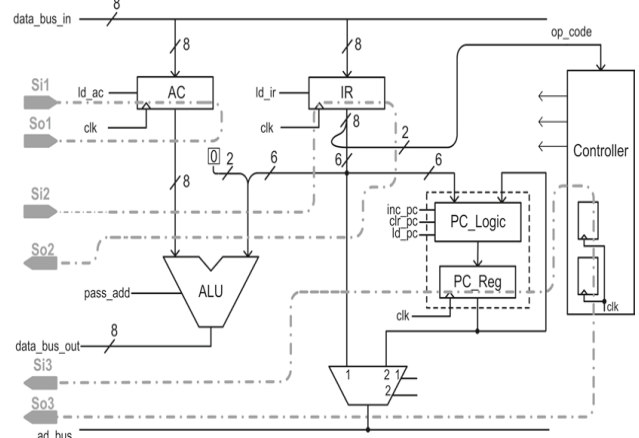 8
data_bus_in
op_code
8
8
Si1
ld_ac
AC
ld_ir
IR
So1
clk
clk
8
2
Controller
0
2
6
6
6
8
Si2
inc_pc
clr_pc
ld_pc
PC_Logic
So2
PC_Reg
ALU
pass_add
clk
clk
8
data_bus_out
Si3
1
2
1
2
So3
ad_bus